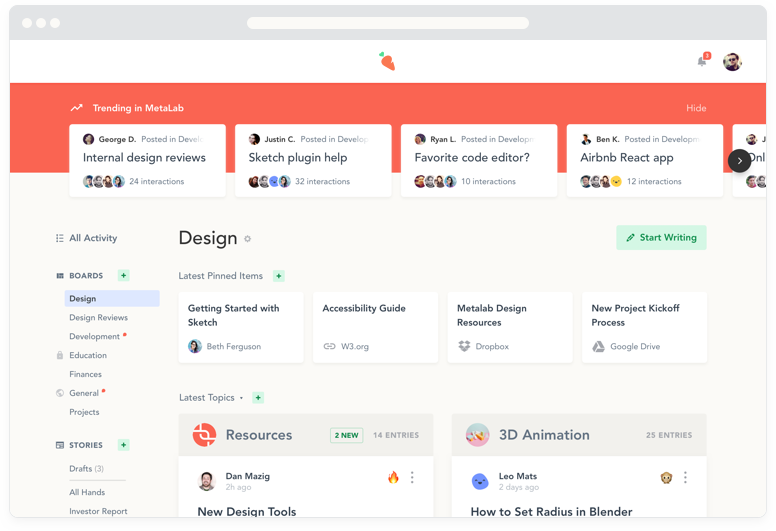 3
Trending in MetaLab
Hide
George D. Posted in Develo
Internal design reviews
24 interactions
Justin C. Posted in Develop
Sketch plugin help
32 interactions
Ryan L. Posted in Developm
Favorite code editor?
10 interactions
Ben K. Posted in Developm
Airbnb React app
12 interactions
All Activity
BOARDS +
Design
Design Reviews
Development
Education
Finances
General
Projects
STORIES +
Drafts (3)
All Hands
Investor Report
Design
Start Writing
Latest Pinned Items +
Getting Started with
Sketch
Beth Ferguson
Accessibility Guide
W3.org
Metalab Design
Resources
Dropbox
New Project Kickoff
Process
Google Drive
Latest Topics +
Resources
2 NEW
14 ENTRIES
Dan Mazig
2h ago
New Design Tools
3D Animation
25 ENTRIES
Leo Mats
2 days ago
How to Set Radius in Blender